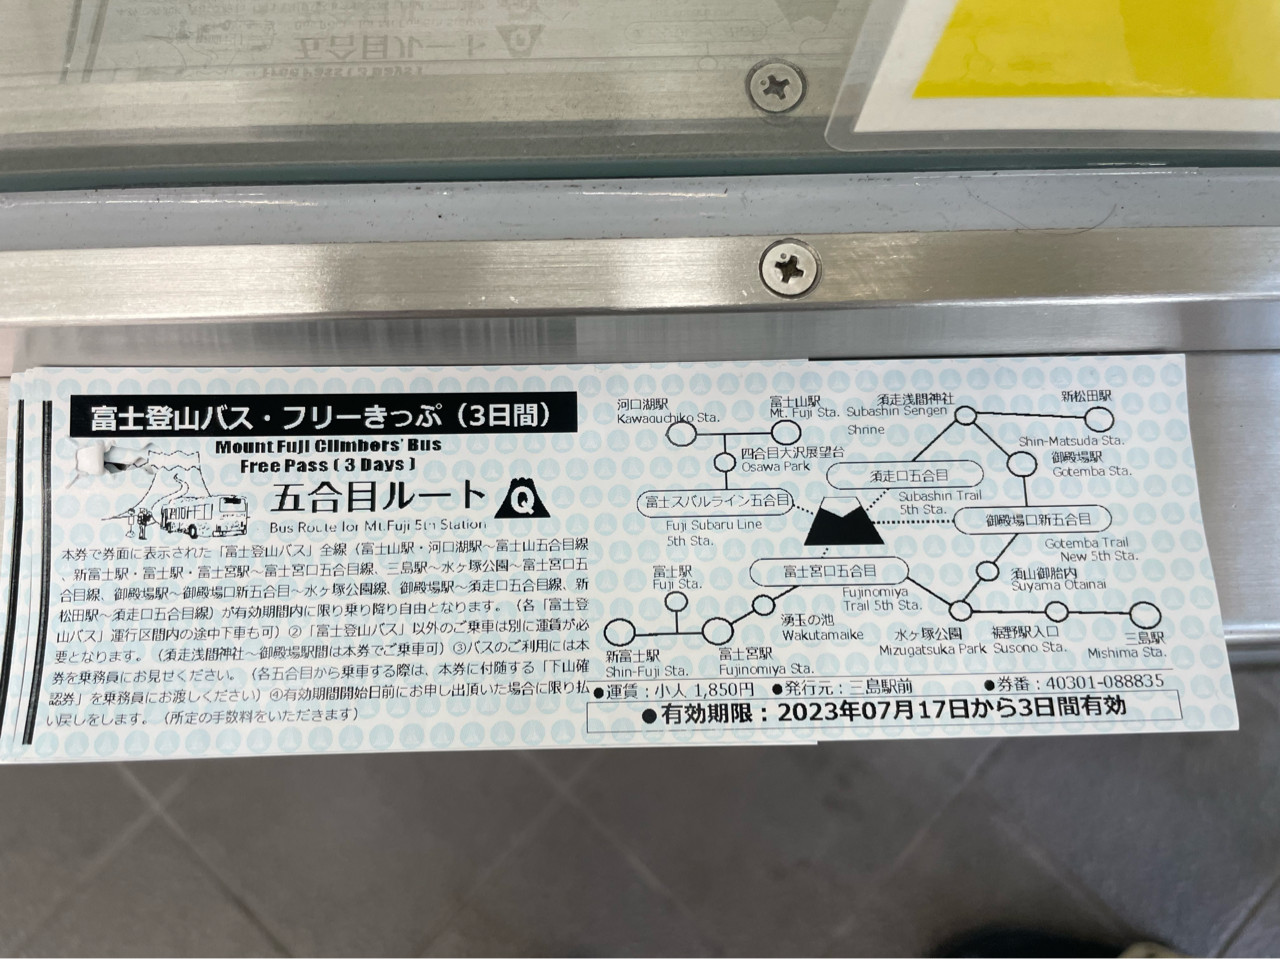 富士登山バス・フリーきっぷ（3日間）
Mount Fuji Climbers' Bus
Free Pass ( 3 Days )
五合目ルート Q
Bus Route for Mt.Fuji 5th Station
本券で券面に表示された「富士登山バス」全線（富士山駅・河口湖駅～富士山五合目線
、新富士駅・富士駅・富士宮駅～富士宮口五合目線、三島駅～水ヶ塚公園～富士宮口五
合目線、御殿場駅～御殿場口新五合目～水ヶ塚公園線、御殿場駅～須走口五合目線、新
松田駅～須走口五合目線）が有効期間内に限り乗り降り自由となります。（各「富士登
山バス」運行区間内の途中下車も可）②「富士登山バス」以外のご乗車は別に運賃が必
要となります。（須走浅間神社～御殿場駅間は本券でご乗車可）③バスのご利用には本
券を乗務員にお見せください。（各五合目から乗車する際は、本券に付随する「下山確
認券」を乗務員にお渡しください）④有効期間開始日前にお申し出頂いた場合に限り払
い戻しをします。（所定の手数料をいただきます）
河口湖駅
Kawaguchiko Sta.
富士山駅
Mt. Fuji Sta.
須走浅間神社
Subashin Sengen
Shrine
新松田駅
Shin-Matsuda Sta.
四合目大沢展望台
Osawa Park
御殿場駅
Gotemba Sta.
須走口五合目
Subashin Trail
5th Sta.
富士スバルライン五合目
Fuji Subaru Line
5th Sta.
御殿場口新五合目
Gotemba Trail
New 5th Sta.
富士宮口五合目
Fujinomiya
Trail 5th Sta.
富士駅
Fuji Sta.
須山御胎内
Suyama Otainai
湧玉の池
Wakutamaike
水ヶ塚公園
Mizugatsuka Park
裾野駅入口
Susono Sta.
三島駅
Mishima Sta.
新富士駅
Shin-Fuji Sta.
富士宮駅
Fujinomiya Sta.
●運賃：小人 1,850円 ●発行元：三島駅前 ●券番：40301-088835
●有効期限：2023年07月17日から3日間有効